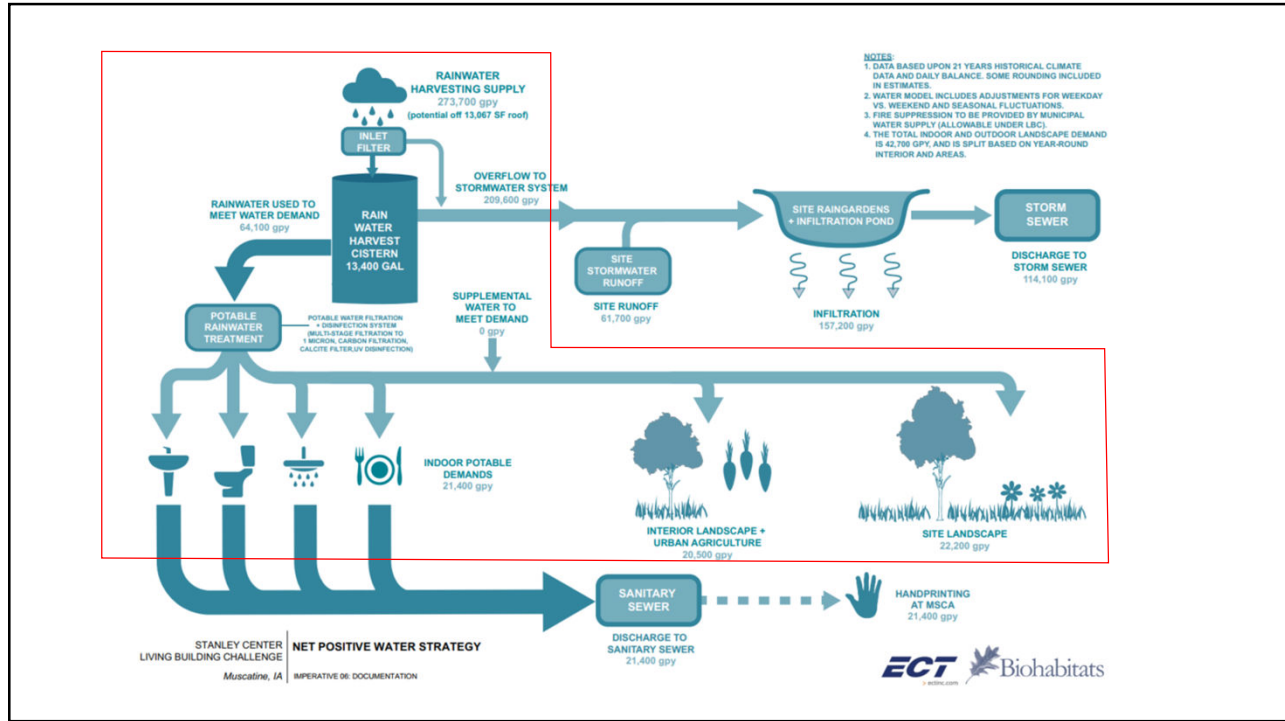 RAINWATER
HARVESTING SUPPLY
273,700 gpy
(potential off 13,067 SF roof)
INLET
FILTER
NOTES:
1. DATA BASED UPON 21 YEARS HISTORICAL CLIMATE
DATA AND DAILY BALANCE. SOME ROUNDING INCLUDED
IN ESTIMATES.
2. WATER MODEL INCLUDES ADJUSTMENTS FOR WEEKDAY
VS. WEEKEND AND SEASONAL FLUCTUATIONS.
3. FIRE SUPPRESSION TO BE PROVIDED BY MUNICIPAL
WATER SUPPLY (ALLOWABLE UNDER LBC).
4. THE TOTAL INDOOR AND OUTDOOR LANDSCAPE DEMAND
IS 42,700 GPY, AND IS SPLIT BASED ON YEAR-ROUND
INTERIOR AND AREAS.
RAINWATER USED TO
MEET WATER DEMAND
64,100 gpy
RAIN
WATER
HARVEST
CISTERN
13,400 GAL
OVERFLOW TO
STORMWATER SYSTEM
209,600 gpy
SITE
STORMWATER
RUNOFF
SITE RUNOFF
61,700 gpy
SITE RAINGARDENS
+ INFILTRATION POND
INFILTRATION
157,200 gpy
STORM
SEWER
DISCHARGE TO
STORM SEWER
114,100 gpy
POTABLE
RAINWATER
TREATMENT
POTABLE WATER FILTRATION
+ DISINFECTION SYSTEM
(MULTI-STAGE FILTRATION TO
1 MICRON, CARBON FILTRATION,
CALCITE FILTER,UV DISINFECTION)
SUPPLEMENTAL
WATER TO
MEET DEMAND
0 gpy
INDOOR POTABLE
DEMANDS
21,400 gpy
INTERIOR LANDSCAPE +
URBAN AGRICULTURE
20,500 gpy
SITE LANDSCAPE
22,200 gpy
SANITARY
SEWER
DISCHARGE TO
SANITARY SEWER
21,400 gpy
HANDPRINTING
AT MSCA
21,400 gpy
STANLEY CENTER
LIVING BUILDING CHALLENGE
Muscatine, IA
NET POSITIVE WATER STRATEGY
IMPERATIVE 06: DOCUMENTATION
ECT
ectinc.com
Biohabitats